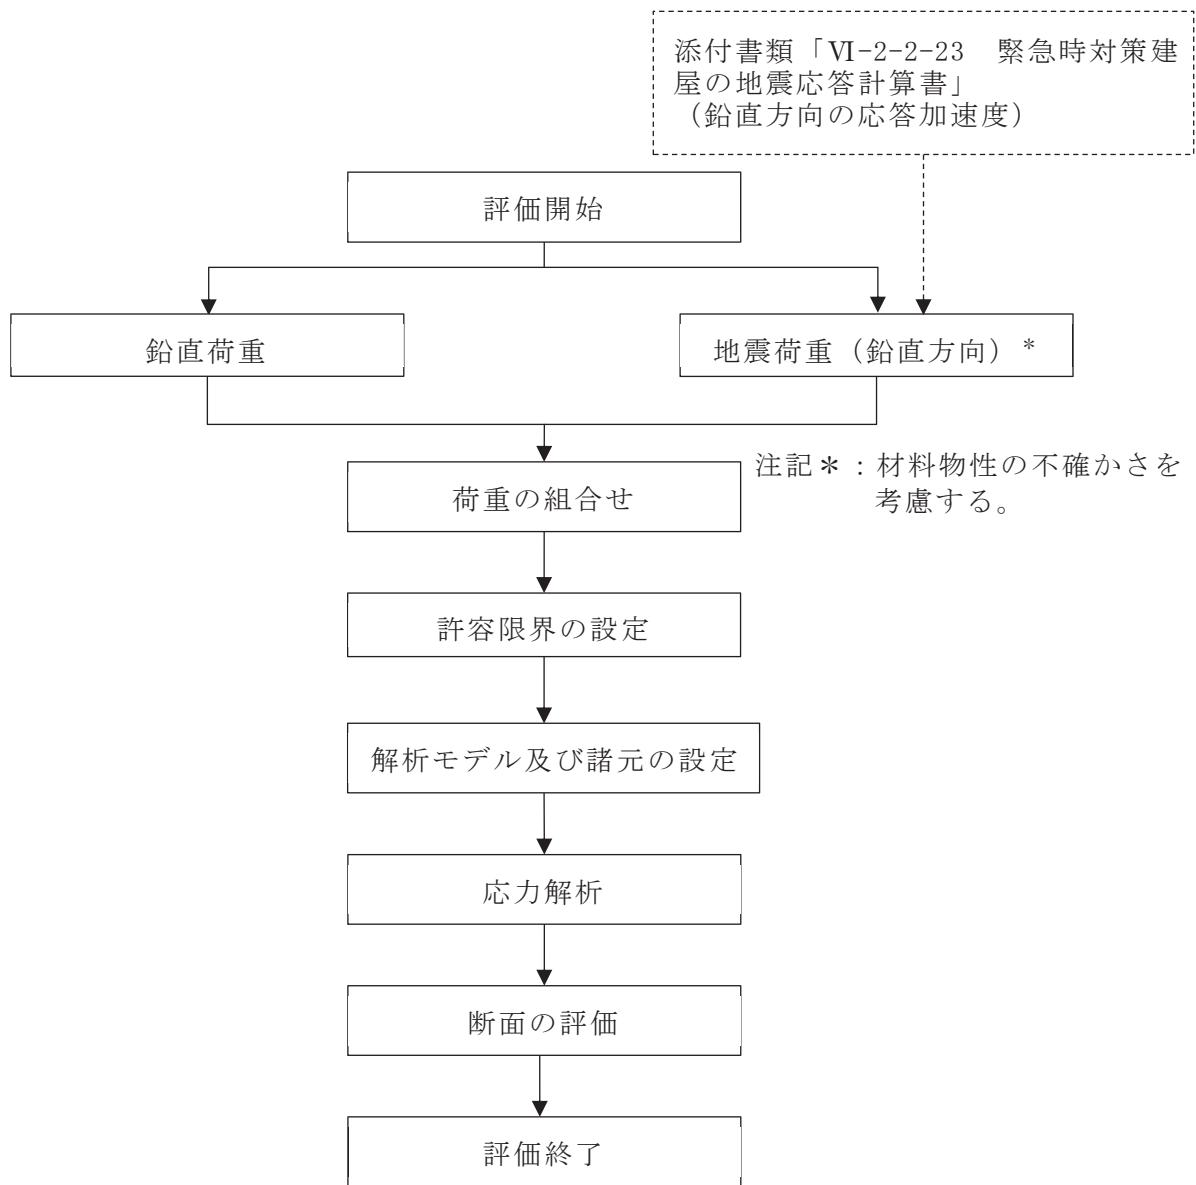 添付書類「Ⅵ-2-2-23　緊急時対策建
屋の地震応答計算書」
（鉛直方向の応答加速度）
評価開始
鉛直荷重
地震荷重（鉛直方向）*
注記＊：材料物性の不確かさを
考慮する。
荷重の組合せ
許容限界の設定
解析モデル及び諸元の設定
応力解析
断面の評価
評価終了